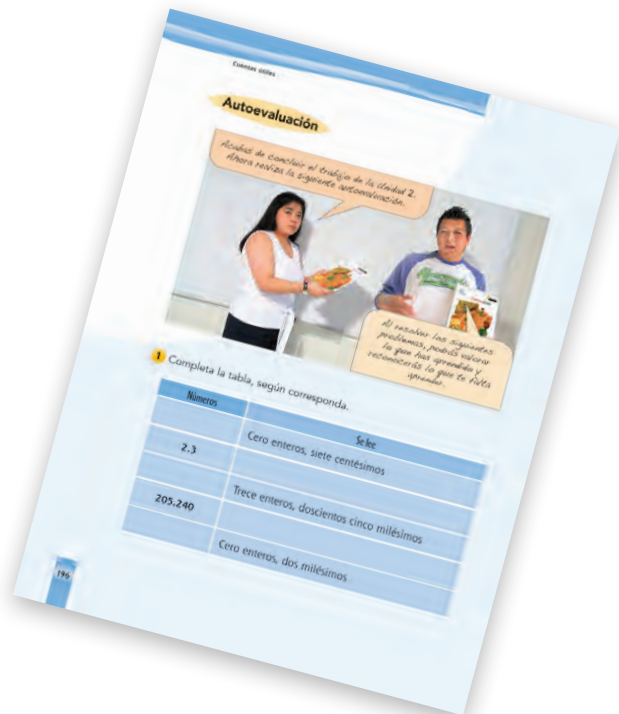 Cuentas útiles
Autoevaluación
Acabas de concluir el trabajo de la Unidad 2.
Ahora realiza la siguiente autoevaluación.
Al resolver los siguientes
problemas, podrás valorar
lo que has aprendido y
reconocerás lo que te falta
aprender.
1 Completa la tabla, según corresponda.
Números
Se lee
Cero enteros, siete centésimos
2.3
Trece enteros, doscientos cinco milésimos
205.240
Cero enteros, dos milésimos
196